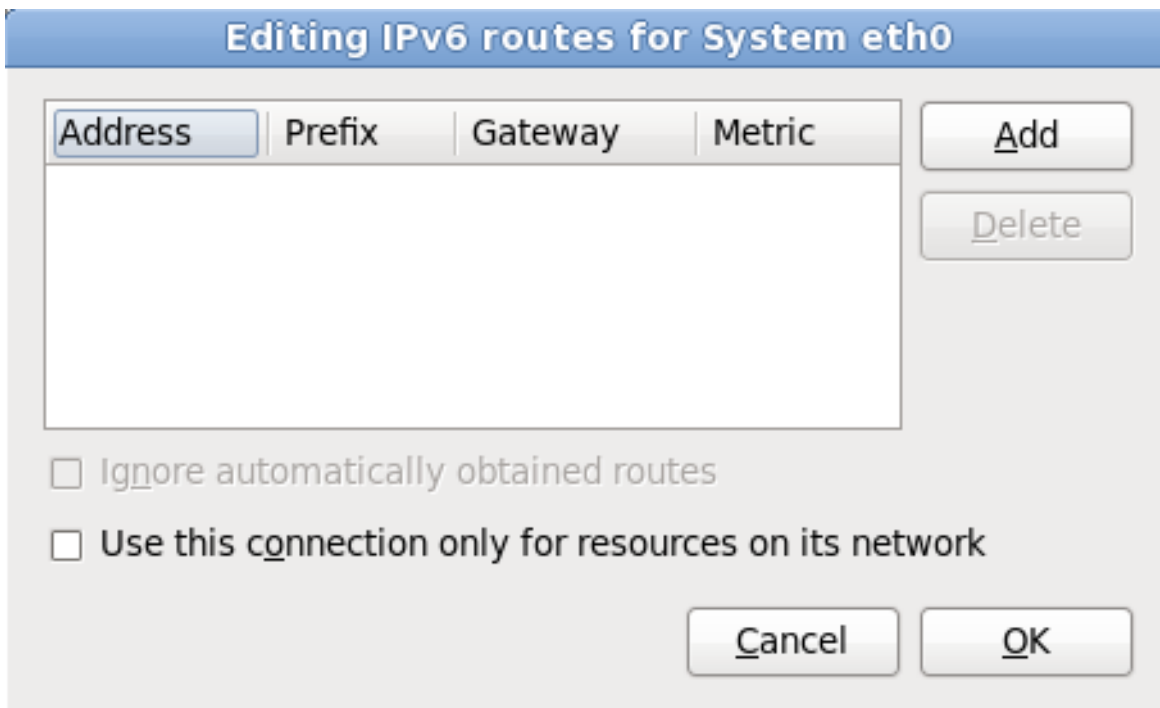 Editing IPv6 routes for System eth0
Address Prefix Gateway Metric
Add
Delete
Ignore automatically obtained routes
Use this connection only for resources on its network
Cancel OK